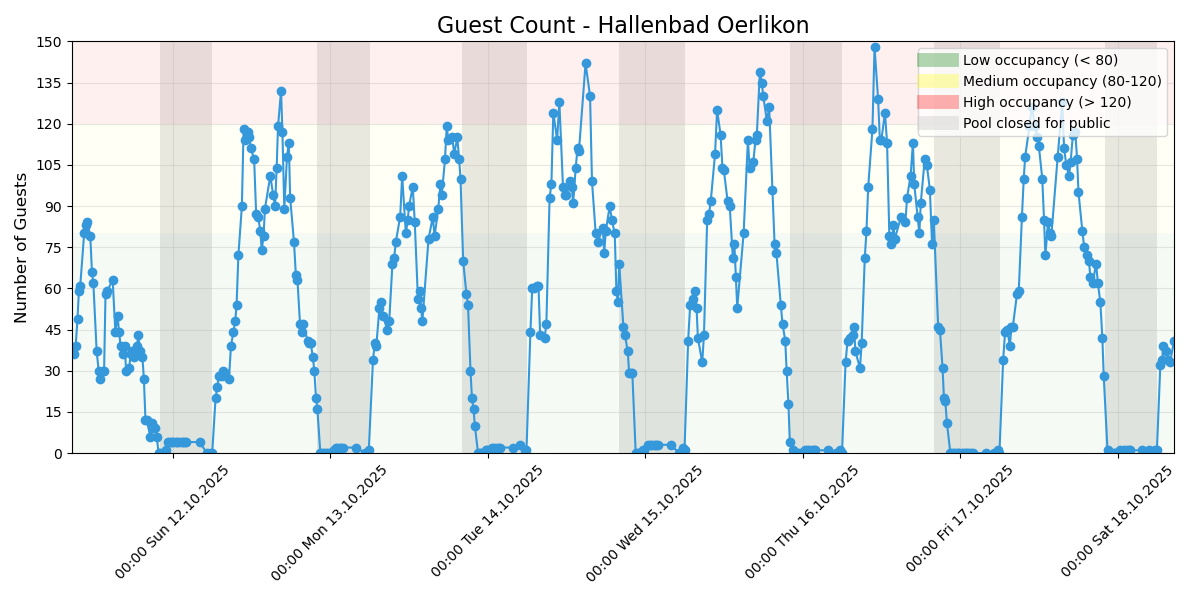 Guest Count - Hallenbad Oerlikon
Number of Guests
150
135
120
105
90
75
60
45
30
15
0
Low occupancy (< 80)
Medium occupancy (80-120)
High occupancy (> 120)
Pool closed for public
00:00 Sun 12.10.2025
00:00 Mon 13.10.2025
00:00 Tue 14.10.2025
00:00 Wed 15.10.2025
00:00 Thu 16.10.2025
00:00 Fri 17.10.2025
00:00 Sat 18.10.2025